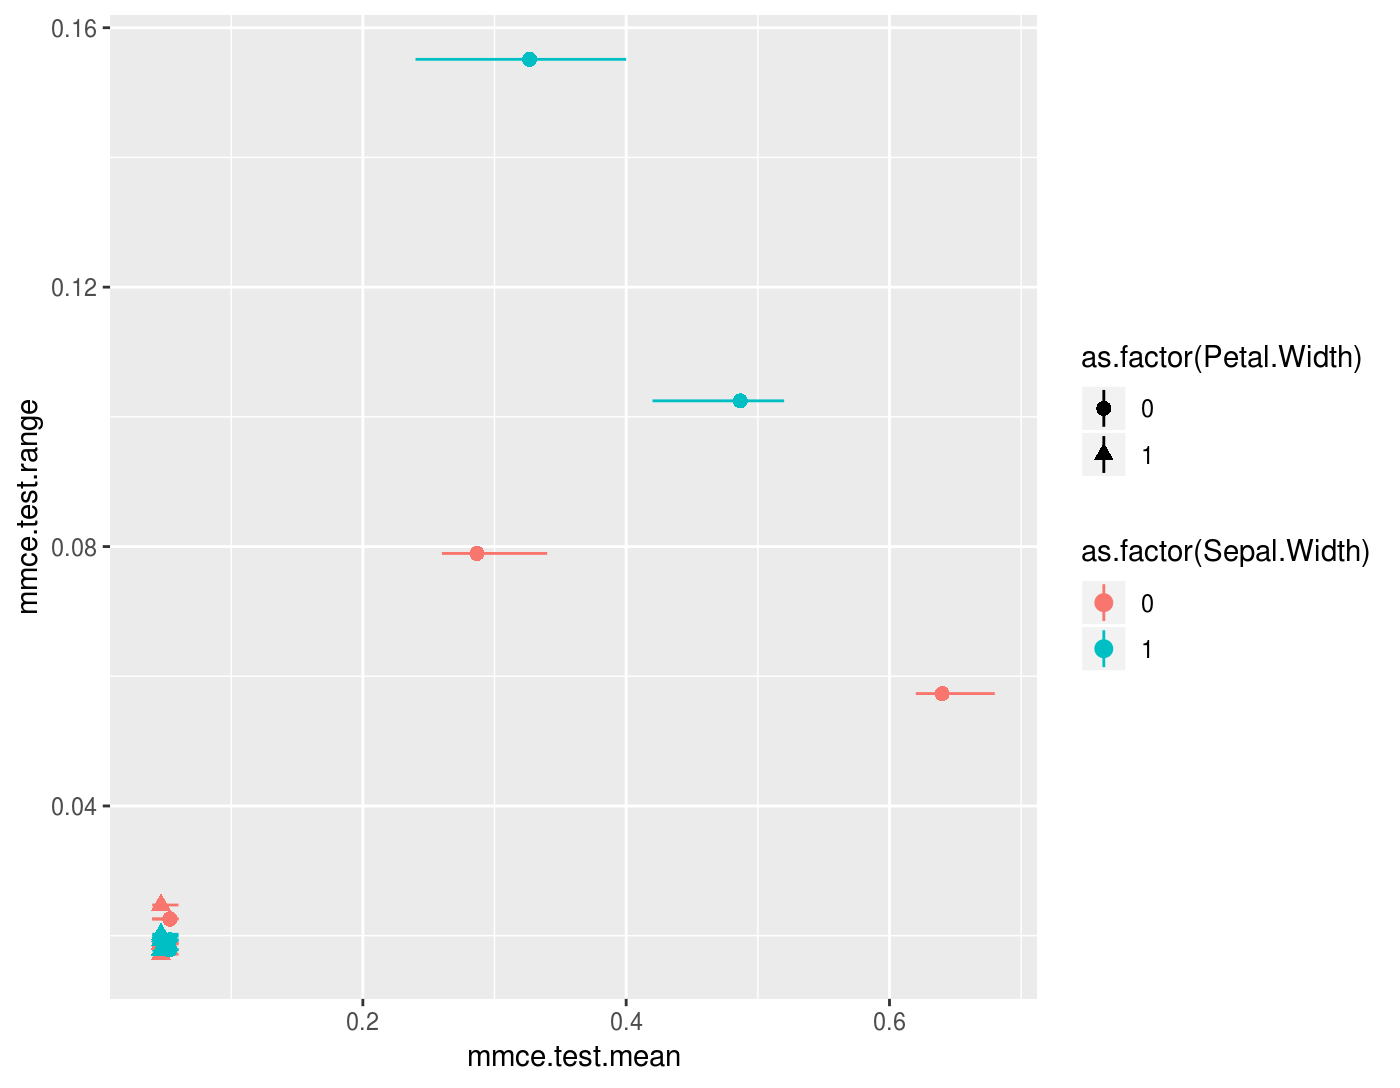 0.16
0.12
0.08
0.04
mmce.test.range
0.2
0.4
0.6
mmce.test.mean
as.factor(Petal.Width)
0
1
as.factor(Sepal.Width)
0
1